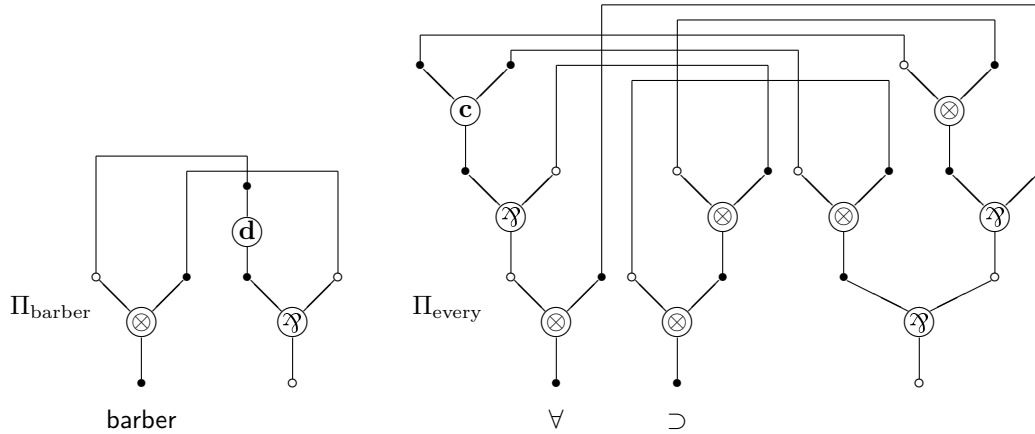 c
⊗
⅋ ⊗ ⊗ ⅋
d
Π_barber ⊗ ⅋ Π_every ⊗ ⊗ ⅋
barber ∀ ⊃